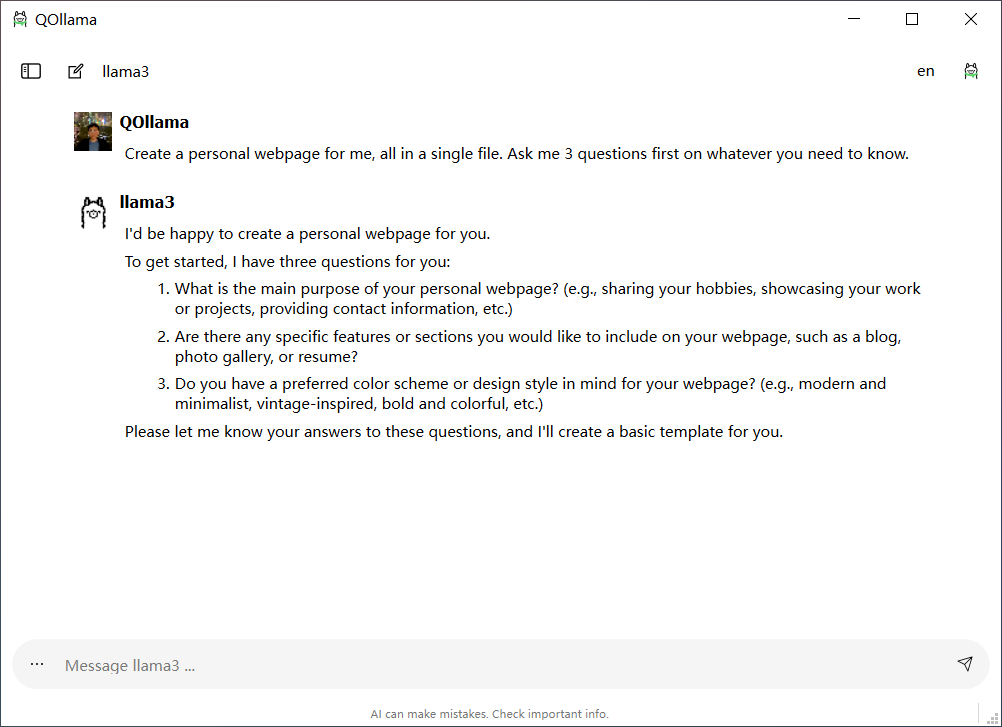 QOllama
llama3
en
QOllama
Create a personal webpage for me, all in a single file. Ask me 3 questions first on whatever you need to know.
llama3
I'd be happy to create a personal webpage for you.
To get started, I have three questions for you:
1. What is the main purpose of your personal webpage? (e.g., sharing your hobbies, showcasing your work
or projects, providing contact information, etc.)
2. Are there any specific features or sections you would like to include on your webpage, such as a blog,
photo gallery, or resume?
3. Do you have a preferred color scheme or design style in mind for your webpage? (e.g., modern and
minimalist, vintage-inspired, bold and colorful, etc.)
Please let me know your answers to these questions, and I'll create a basic template for you.
Message llama3 ...
AI can make mistakes. Check important info.